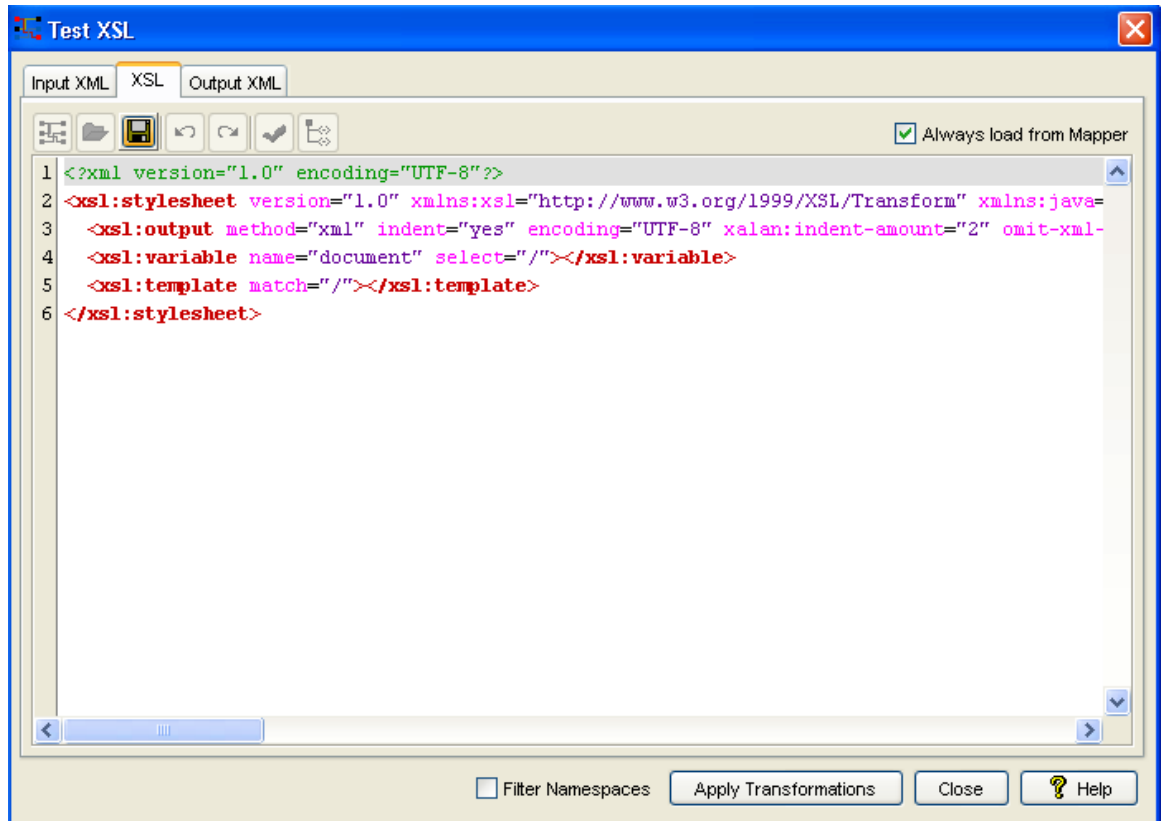 Test XSL
Input XML XSL Output XML
Always load from Mapper
1 <?xml version="1.0" encoding="UTF-8"?>
2 <xsl:stylesheet version="1.0" xmlns:xsl="http://www.w3.org/1999/XSL/Transform" xmlns:java=
3 <xsl:output method="xml" indent="yes" encoding="UTF-8" xalan:indent-amount="2" omit-xml-
4 <xsl:variable name="document" select="/"></xsl:variable>
5 <xsl:template match="/"></xsl:template>
6 </xsl:stylesheet>
Filter Namespaces Apply Transformations Close ? Help